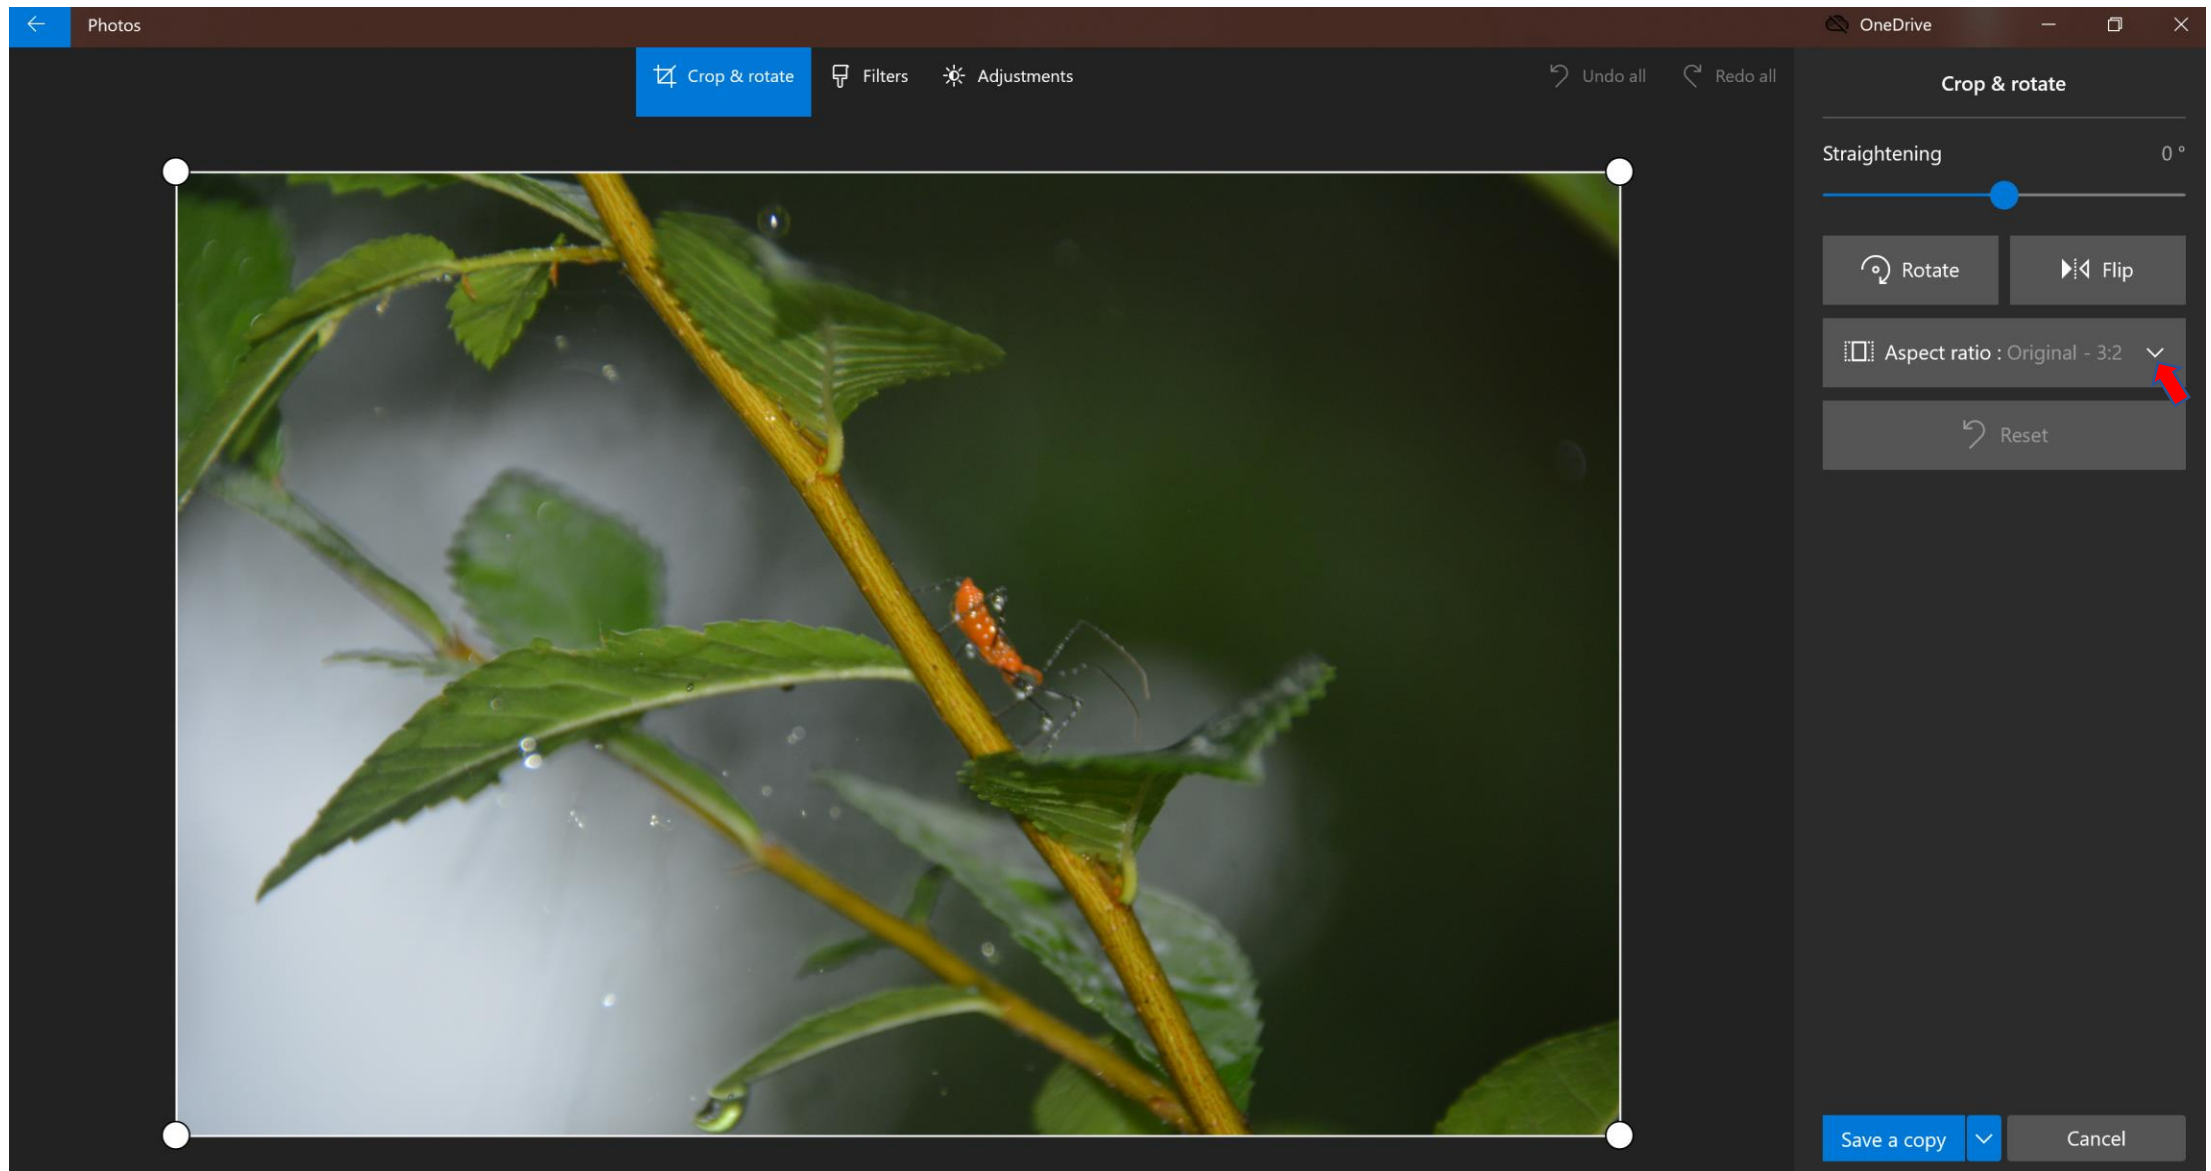 Photos
OneDrive
Crop & rotate
Filters
Adjustments
Undo all
Redo all
Crop & rotate
Straightening 0 °
Rotate
Flip
Aspect ratio : Original - 3:2
Reset
Save a copy
Cancel